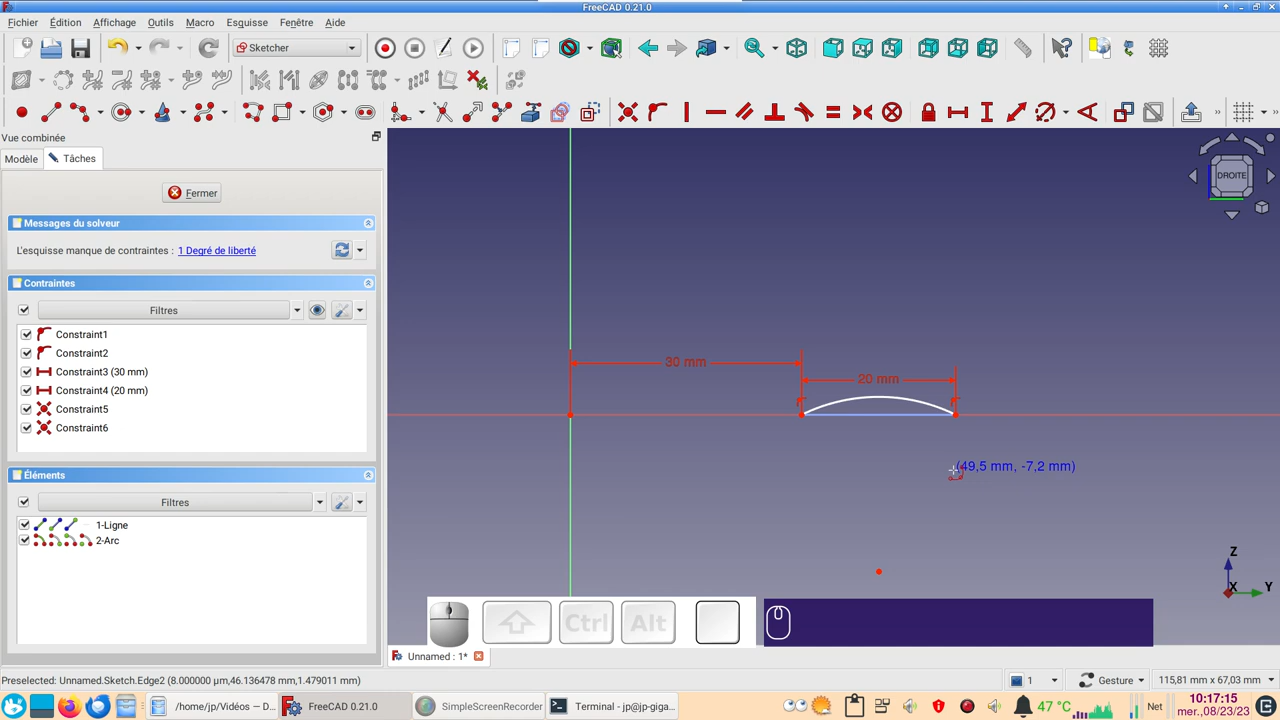 FreeCAD 0.21.0
Fichier Édition Affichage Outils Macro Esquisse Fenêtre Aide
Sketcher
Vue combinée
Modèle Tâches
Fermer
Messages du solveur
L'esquisse manque de contraintes : 1 Degré de liberté
Contraintes
Filtres
Constraint1
Constraint2
Constraint3 (30 mm)
Constraint4 (20 mm)
Constraint5
Constraint6
Éléments
Filtres
1-Ligne
2-Arc
DROITE
30 mm
20 mm
(49,5 mm, -7,2 mm)
Z
X Y
Ctrl Alt
Unnamed : 1*
Preselected: Unnamed.Sketch.Edge2 (8.000000 µm,46.136478 mm,1.479011 mm)
1 Gesture 115,81 mm x 67,03 mm
/home/jp/Vidéos – D... FreeCAD 0.21.0 SimpleScreenRecorder Terminal - jp@jp-giga... 47 °C Net
10:17:15
mer.,08/23/23